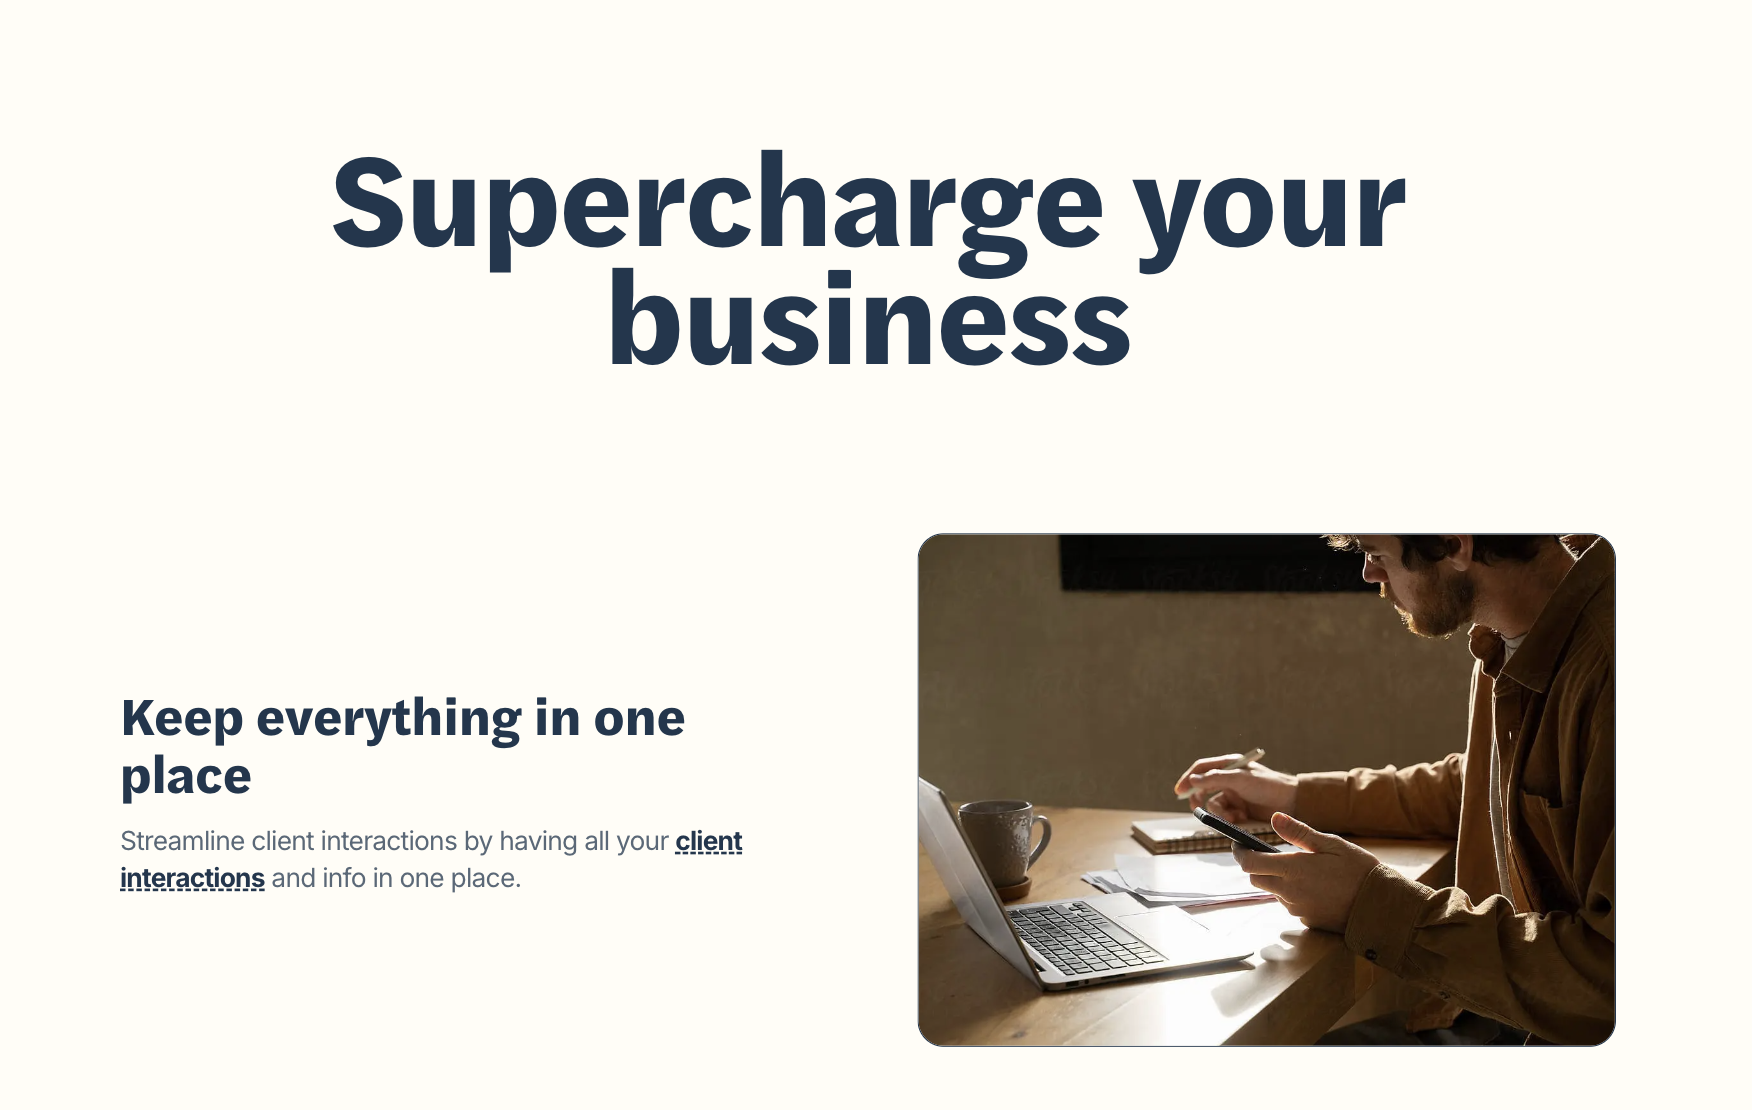 Supercharge your
business
Keep everything in one
place
Streamline client interactions by having all your client
interactions and info in one place.